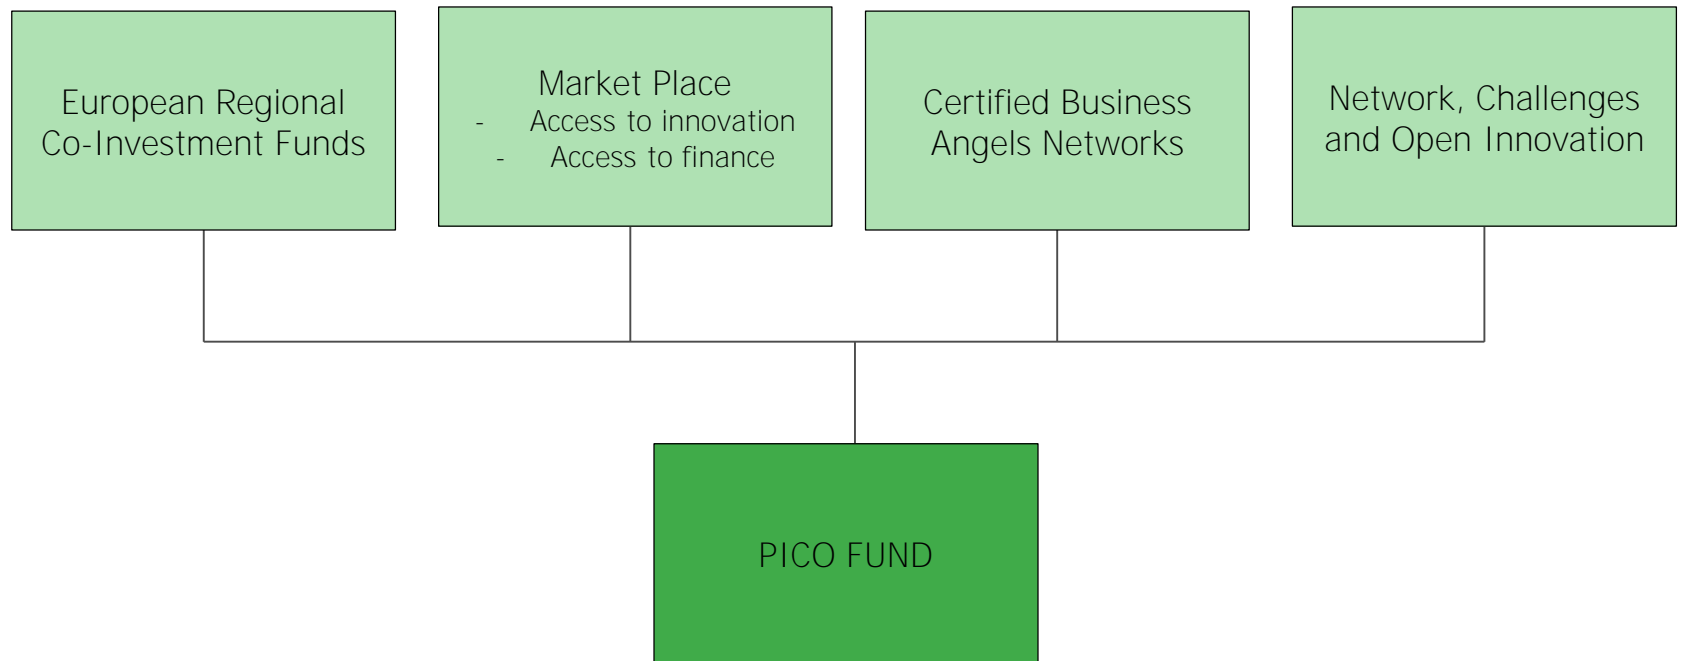 European Regional
Co-Investment Funds
Market Place
- Access to innovation
- Access to finance
Certified Business
Angels Networks
Network, Challenges
and Open Innovation
PICO FUND